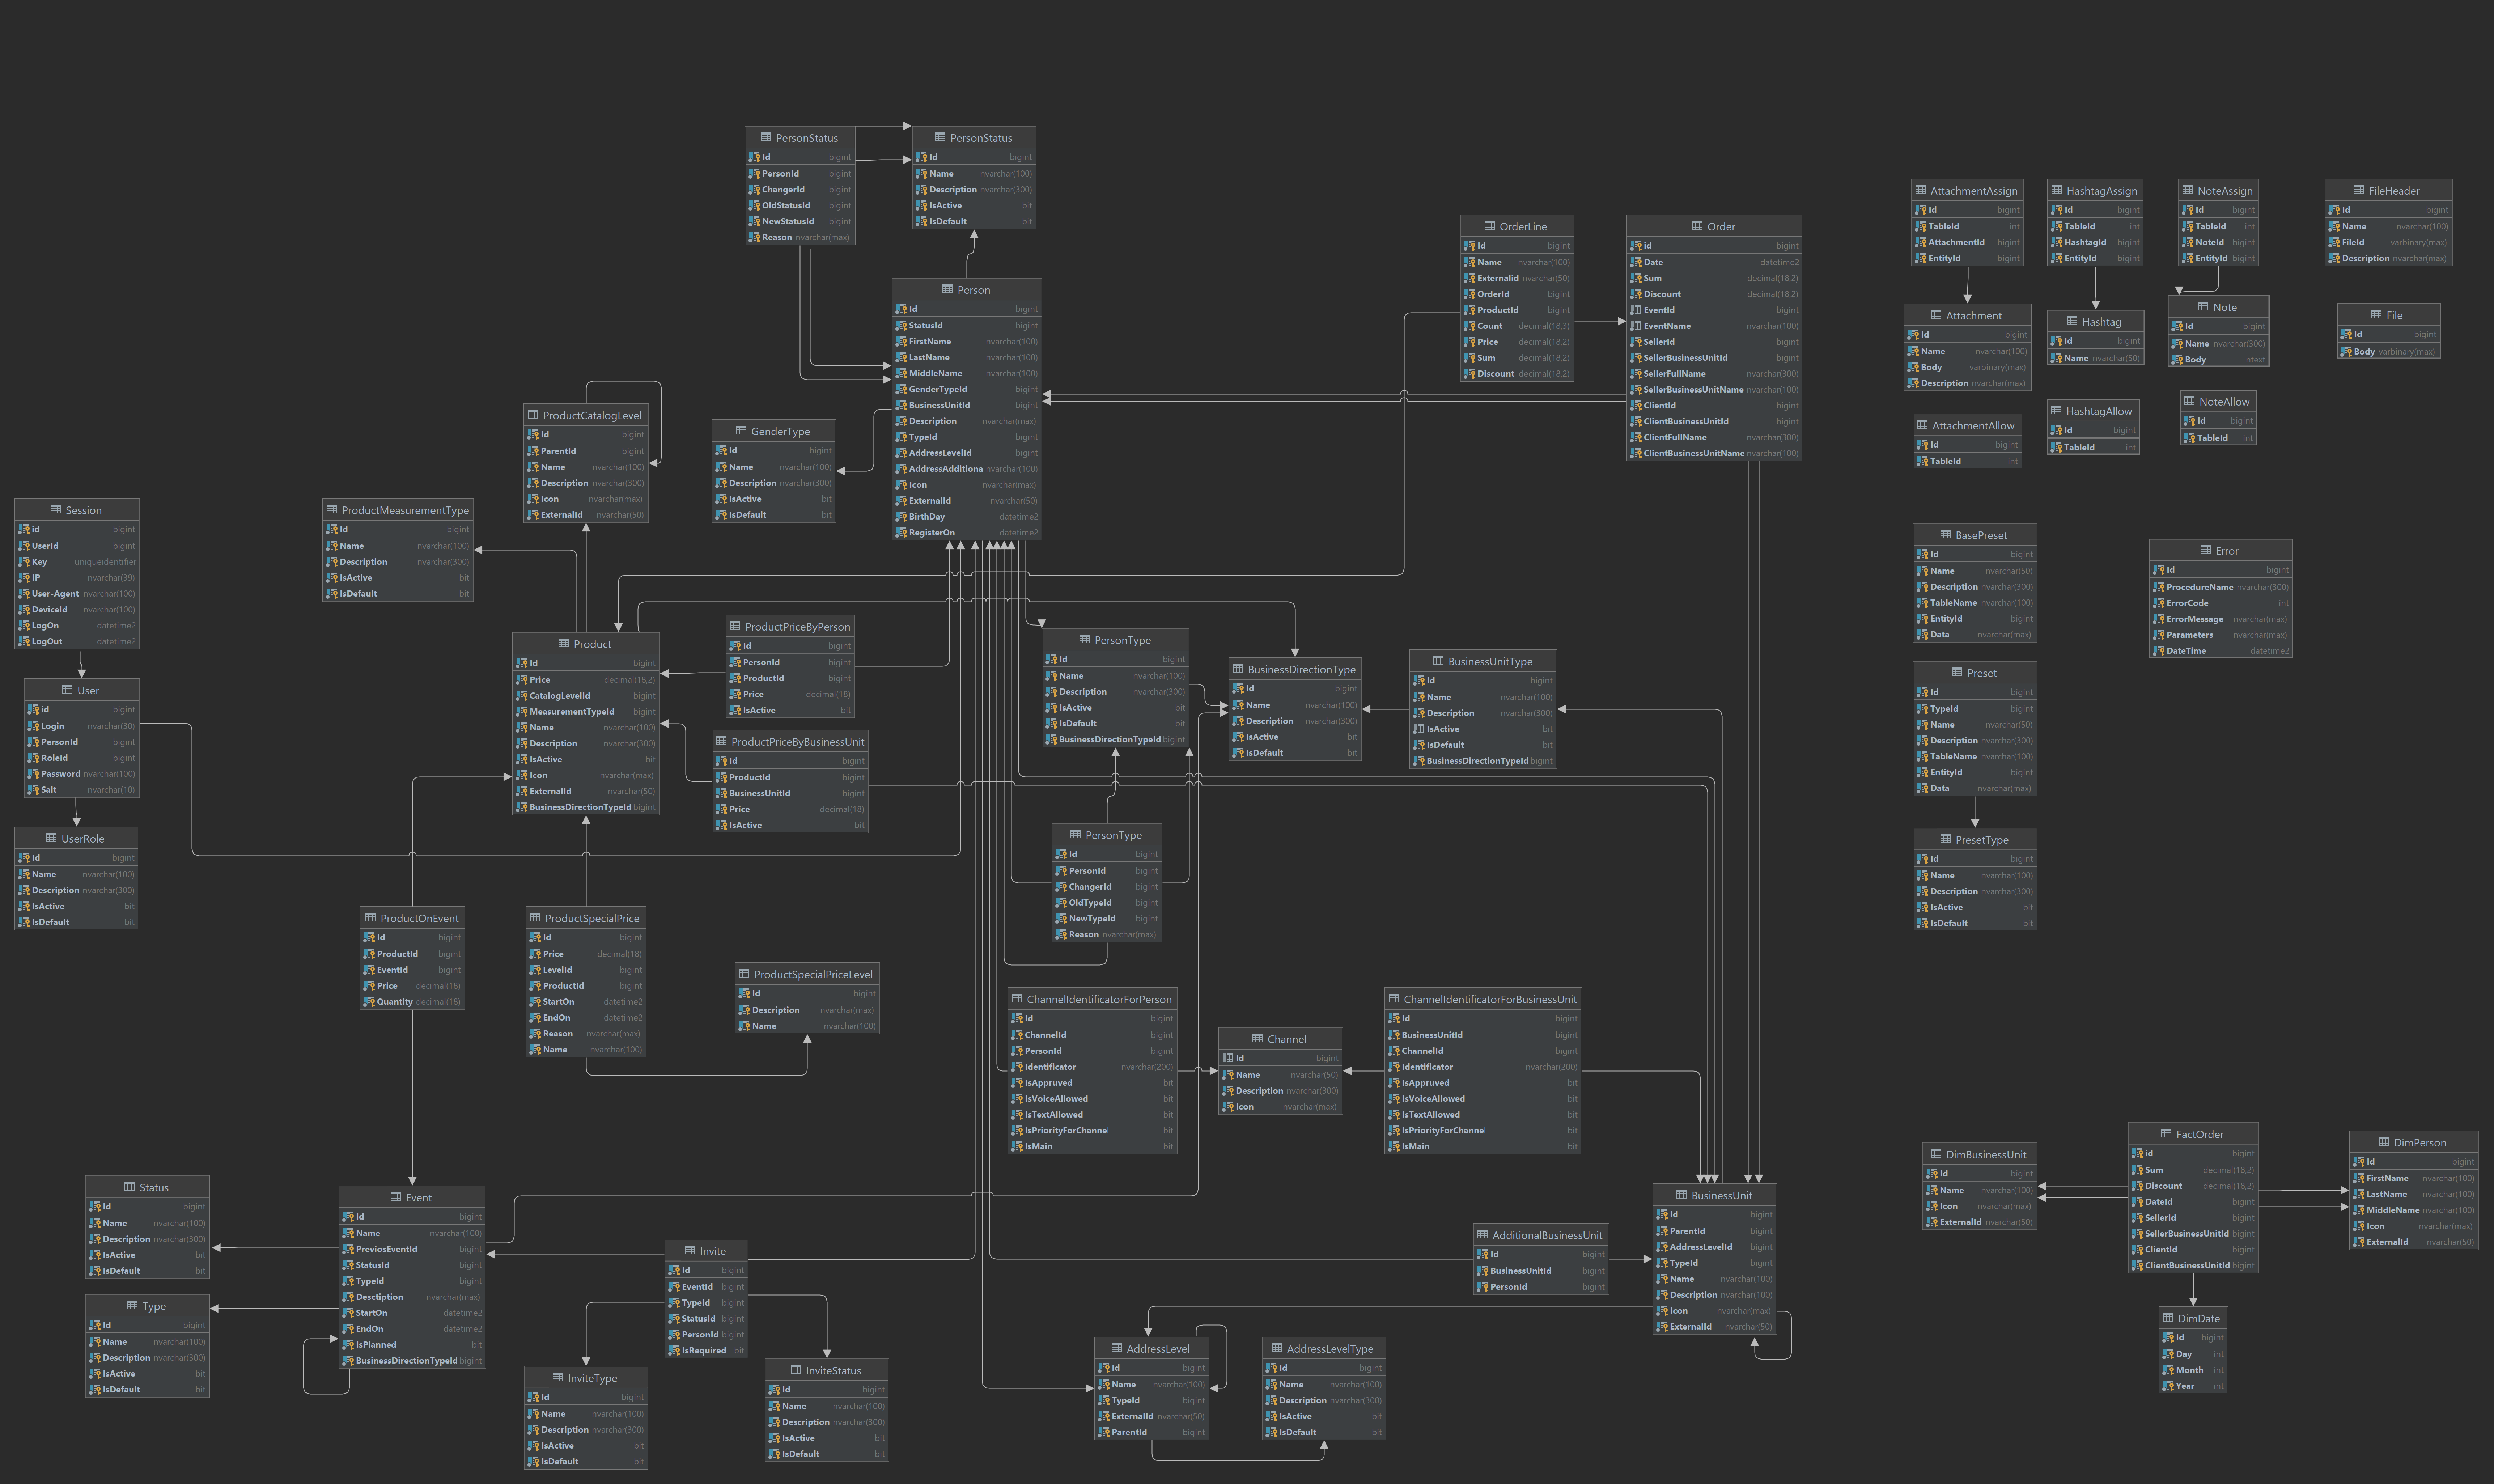 PersonStatus
Id bigint
PersonId bigint
ChangerId bigint
OldStatusId bigint
NewStatusId bigint
Reason nvarchar(max)
PersonStatus
Id bigint
Name nvarchar(100)
Description nvarchar(300)
IsActive bit
IsDefault bit
Person
Id bigint
StatusId bigint
FirstName nvarchar(100)
LastName nvarchar(100)
MiddleName nvarchar(100)
GenderTypeId bigint
BusinessUnitId bigint
Description nvarchar(max)
TypeId bigint
AddressLevelId bigint
AddressAdditiona nvarchar(100)
Icon nvarchar(max)
ExternalId nvarchar(50)
BirthDay datetime2
RegisterOn datetime2
OrderLine
Id bigint
Name nvarchar(100)
Externalid nvarchar(50)
OrderId bigint
ProductId bigint
Count decimal(18,3)
Price decimal(18,2)
Sum decimal(18,2)
Discount decimal(18,2)
Order
id bigint
Date datetime2
Sum decimal(18,2)
Discount decimal(18,2)
EventId bigint
EventName nvarchar(100)
SellerId bigint
SellerBusinessUnitId bigint
SellerFullName nvarchar(300)
SellerBusinessUnitName nvarchar(100)
ClientId bigint
ClientBusinessUnitId bigint
ClientFullName nvarchar(300)
ClientBusinessUnitName nvarchar(100)
AttachmentAssign
Id bigint
TableId int
AttachmentId bigint
EntityId bigint
HashtagAssign
Id bigint
TableId int
HashtagId bigint
EntityId bigint
NoteAssign
Id bigint
TableId int
NoteId bigint
EntityId bigint
FileHeader
Id bigint
Name nvarchar(100)
FileId varbinary(max)
Description nvarchar(max)
Attachment
Id bigint
Name nvarchar(100)
Body varbinary(max)
Description nvarchar(max)
Hashtag
Id bigint
Name nvarchar(50)
Note
Id bigint
Name nvarchar(300)
Body ntext
File
Id bigint
Body varbinary(max)
AttachmentAllow
Id bigint
TableId int
HashtagAllow
Id bigint
TableId int
NoteAllow
Id bigint
TableId int
ProductCatalogLevel
Id bigint
ParentId bigint
Name nvarchar(100)
Description nvarchar(300)
Icon nvarchar(max)
ExternalId nvarchar(50)
GenderType
Id bigint
Name nvarchar(100)
Description nvarchar(300)
IsActive bit
IsDefault bit
Session
id bigint
UserId bigint
Key uniqueidentifier
IP nvarchar(39)
User-Agent nvarchar(100)
DeviceId nvarchar(100)
LogOn datetime2
LogOut datetime2
ProductMeasurementType
Id bigint
Name nvarchar(100)
Description nvarchar(300)
IsActive bit
IsDefault bit
BasePreset
Id bigint
Name nvarchar(50)
Description nvarchar(300)
TableName nvarchar(100)
EntityId bigint
Data nvarchar(max)
Error
Id bigint
ProcedureName nvarchar(300)
ErrorCode int
ErrorMessage nvarchar(max)
Parameters nvarchar(max)
DateTime datetime2
Product
Id bigint
Price decimal(18,2)
CatalogLevelId bigint
MeasurementTypeId bigint
Name nvarchar(100)
Description nvarchar(300)
IsActive bit
Icon nvarchar(max)
ExternalId nvarchar(50)
BusinessDirectionTypeId bigint
ProductPriceByPerson
Id bigint
PersonId bigint
ProductId bigint
Price decimal(18)
IsActive bit
ProductPriceByBusinessUnit
Id bigint
ProductId bigint
BusinessUnitId bigint
Price decimal(18)
IsActive bit
PersonType
Id bigint
Name nvarchar(100)
Description nvarchar(300)
IsActive bit
IsDefault bit
BusinessDirectionTypeId bigint
BusinessDirectionType
Id bigint
Name nvarchar(100)
Description nvarchar(300)
IsActive bit
IsDefault bit
BusinessUnitType
Id bigint
Name nvarchar(100)
Description nvarchar(300)
IsActive bit
IsDefault bit
BusinessDirectionTypeId bigint
Preset
Id bigint
TypeId bigint
Name nvarchar(50)
Description nvarchar(300)
TableName nvarchar(100)
EntityId bigint
Data nvarchar(max)
User
id bigint
Login nvarchar(30)
PersonId bigint
RoleId bigint
Password nvarchar(100)
Salt nvarchar(10)
UserRole
Id bigint
Name nvarchar(100)
Description nvarchar(300)
IsActive bit
IsDefault bit
PersonType
Id bigint
PersonId bigint
ChangerId bigint
OldTypeId bigint
NewTypeId bigint
Reason nvarchar(max)
PresetType
Id bigint
Name nvarchar(100)
Description nvarchar(300)
IsActive bit
IsDefault bit
ProductOnEvent
Id bigint
ProductId bigint
EventId bigint
Price decimal(18)
Quantity decimal(18)
ProductSpecialPrice
Id bigint
Price decimal(18)
LevelId bigint
ProductId bigint
StartOn datetime2
EndOn datetime2
Reason nvarchar(max)
Name nvarchar(100)
ProductSpecialPriceLevel
Id bigint
Description nvarchar(max)
Name nvarchar(100)
ChannelIdentificatorForPerson
Id bigint
ChannelId bigint
PersonId bigint
Identificator nvarchar(200)
IsAppruved bit
IsVoiceAllowed bit
IsTextAllowed bit
IsPriorityForChannel bit
IsMain bit
Channel
Id bigint
Name nvarchar(50)
Description nvarchar(300)
Icon nvarchar(max)
ChannelIdentificatorForBusinessUnit
Id bigint
BusinessUnitId bigint
ChannelId bigint
Identificator nvarchar(200)
IsAppruved bit
IsVoiceAllowed bit
IsTextAllowed bit
IsPriorityForChannel bit
IsMain bit
Status
Id bigint
Name nvarchar(100)
Description nvarchar(300)
IsActive bit
IsDefault bit
Type
Id bigint
Name nvarchar(100)
Description nvarchar(300)
IsActive bit
IsDefault bit
Event
Id bigint
Name nvarchar(100)
PreviosEventId bigint
StatusId bigint
TypeId bigint
Desctiption nvarchar(max)
StartOn datetime2
EndOn datetime2
IsPlanned bit
BusinessDirectionTypeId bigint
Invite
Id bigint
EventId bigint
TypeId bigint
StatusId bigint
PersonId bigint
IsRequired bit
InviteType
Id bigint
Name nvarchar(100)
Description nvarchar(300)
IsActive bit
IsDefault bit
InviteStatus
Id bigint
Name nvarchar(100)
Description nvarchar(300)
IsActive bit
IsDefault bit
AdditionalBusinessUnit
Id bigint
BusinessUnitId bigint
PersonId bigint
BusinessUnit
Id bigint
ParentId bigint
AddressLevelId bigint
TypeId bigint
Name nvarchar(100)
Description nvarchar(100)
Icon nvarchar(max)
ExternalId nvarchar(50)
AddressLevel
Id bigint
Name nvarchar(100)
TypeId bigint
ExternalId nvarchar(50)
ParentId bigint
AddressLevelType
Id bigint
Name nvarchar(100)
Description nvarchar(300)
IsActive bit
IsDefault bit
DimBusinessUnit
Id bigint
Name nvarchar(100)
Icon nvarchar(max)
ExternalId nvarchar(50)
FactOrder
id bigint
Sum decimal(18,2)
Discount decimal(18,2)
DateId bigint
SellerId bigint
SellerBusinessUnitId bigint
ClientId bigint
ClientBusinessUnitId bigint
DimPerson
Id bigint
FirstName nvarchar(100)
LastName nvarchar(100)
MiddleName nvarchar(100)
Icon nvarchar(max)
ExternalId nvarchar(50)
DimDate
Id bigint
Day int
Month int
Year int